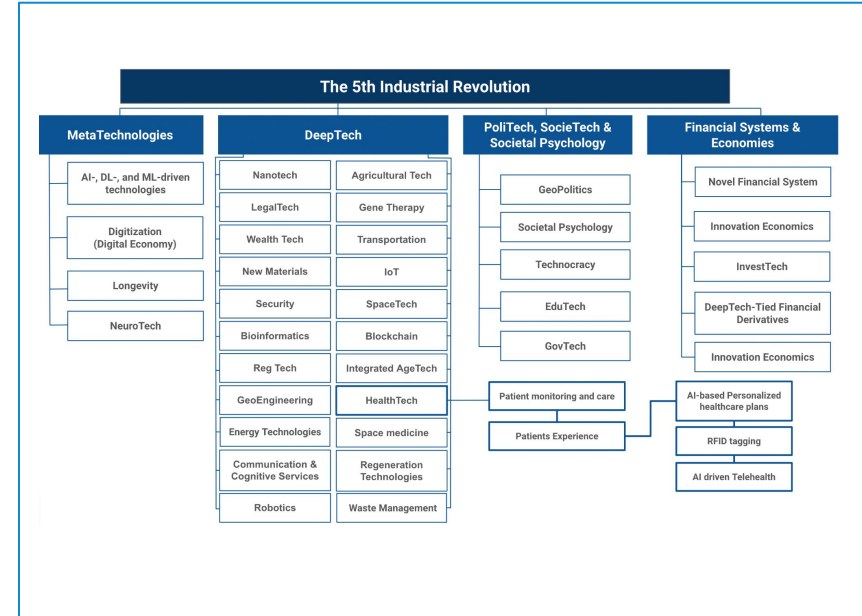 The 5th Industrial Revolution
MetaTechnologies
AI-, DL-, and ML-driven
technologies
Digitization
(Digital Economy)
Longevity
NeuroTech
DeepTech
Nanotech
LegalTech
Wealth Tech
New Materials
Security
Bioinformatics
Reg Tech
GeoEngineering
Energy Technologies
Communication &
Cognitive Services
Robotics
Agricultural Tech
Gene Therapy
Transportation
IoT
SpaceTech
Blockchain
Integrated AgeTech
HealthTech
Space medicine
Regeneration
Technologies
Waste Management
PoliTech, SocieTech &
Societal Psychology
GeoPolitics
Societal Psychology
Technocracy
EduTech
GovTech
Patient monitoring and care
Patients Experience
Financial Systems &
Economies
Novel Financial System
Innovation Economics
InvestTech
DeepTech-Tied Financial
Derivatives
Innovation Economics
AI-based Personalized
healthcare plans
RFID tagging
AI driven Telehealth